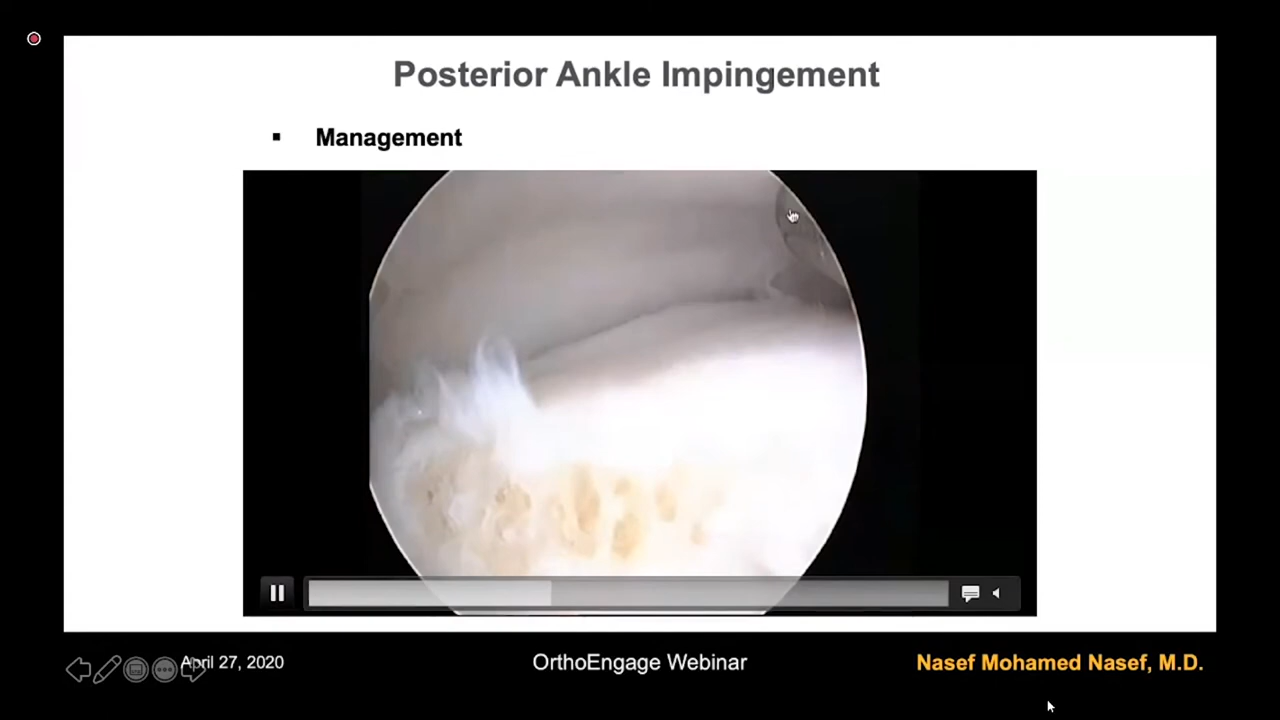 Posterior Ankle Impingement
▪ Management
April 27, 2020
OrthoEngage Webinar
Nasef Mohamed Nasef, M.D.